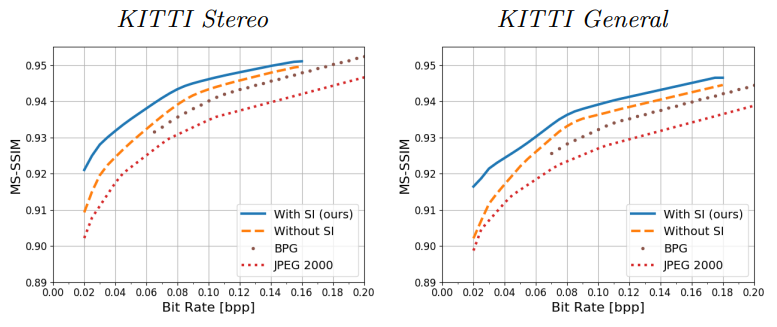 KITTI Stereo
MS-SSIM
0.95
0.94
0.93
0.92
0.91
0.90
0.89
With SI (ours)
Without SI
BPG
JPEG 2000
0.00 0.02 0.04 0.06 0.08 0.10 0.12 0.14 0.16 0.18 0.20
Bit Rate [bpp]
KITTI General
MS-SSIM
0.95
0.94
0.93
0.92
0.91
0.90
0.89
With SI (ours)
Without SI
BPG
JPEG 2000
0.00 0.02 0.04 0.06 0.08 0.10 0.12 0.14 0.16 0.18 0.20
Bit Rate [bpp]